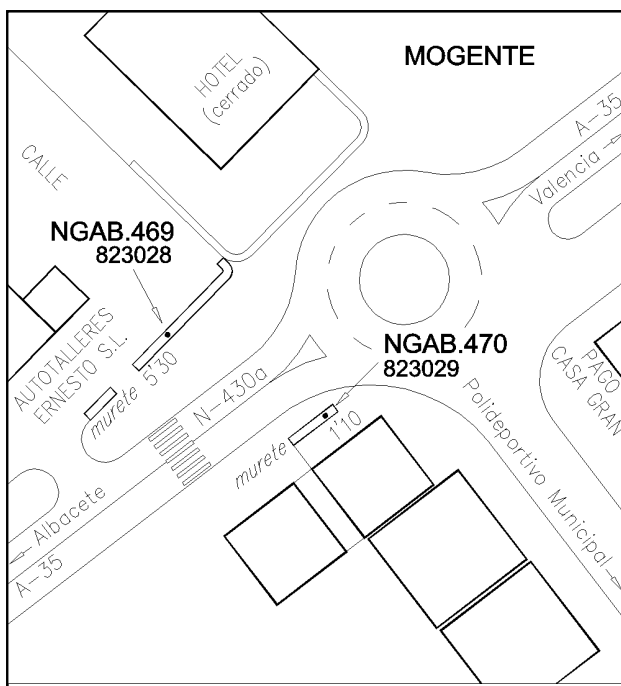 MOGENTE
HOTEL
(cerrado)
A-35
Valencia
CALLE
NGAB.469
823028
AUTOTALLERES
ERNESTO S.L.
murete
5'30
N-430a
NGAB.470
823029
murete
1'10
PACO
CASA GRAN
Polideportivo Municipal
Albacete
A-35